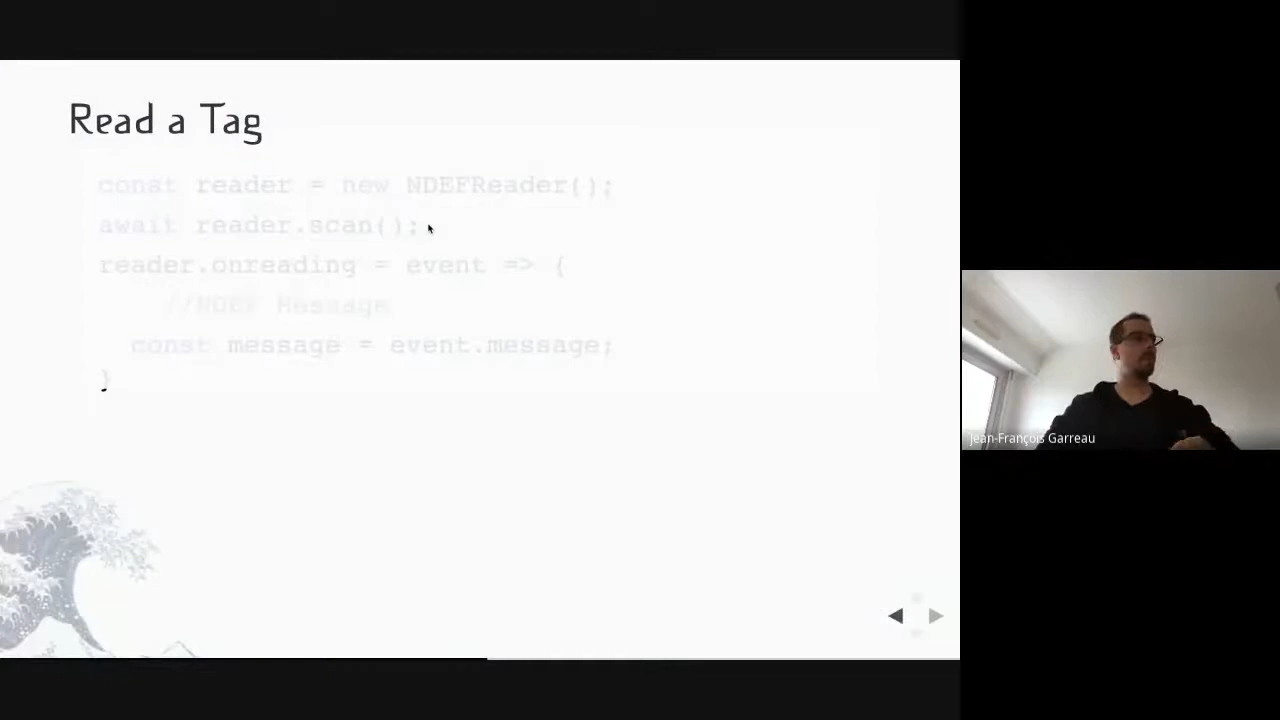 Read a Tag
const reader = new NDEFReader();
await reader.scan();
reader.onreading = event => {
//NDEF Message
const message = event.message;
}
Jean-François Garreau